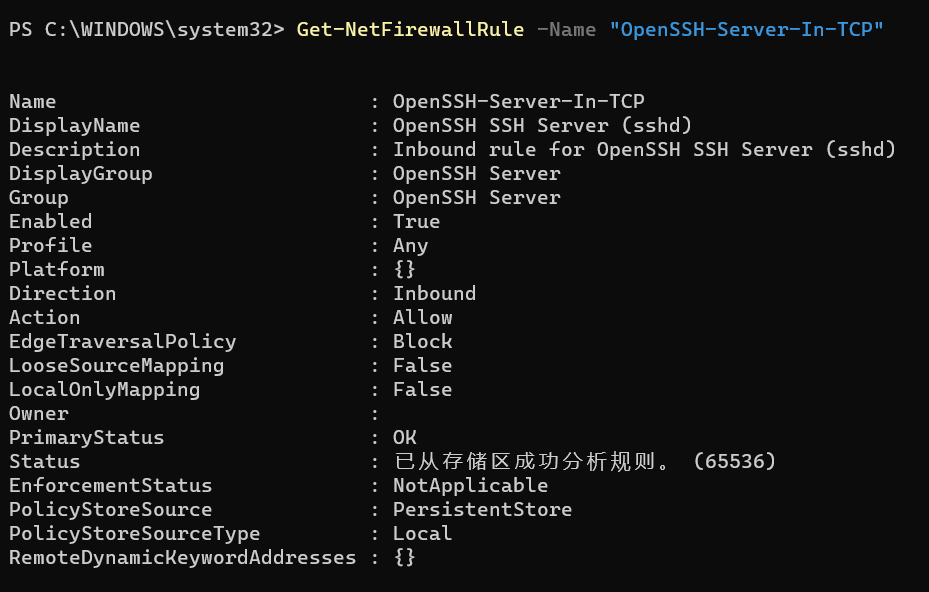 PS C:\WINDOWS\system32> Get-NetFirewallRule -Name "OpenSSH-Server-In-TCP"
Name                          : OpenSSH-Server-In-TCP
DisplayName                   : OpenSSH SSH Server (sshd)
Description                   : Inbound rule for OpenSSH SSH Server (sshd)
DisplayGroup                  : OpenSSH Server
Group                         : OpenSSH Server
Enabled                       : True
Profile                       : Any
Platform                      : {}
Direction                     : Inbound
Action                        : Allow
EdgeTraversalPolicy           : Block
LooseSourceMapping            : False
LocalOnlyMapping              : False
Owner                         :
PrimaryStatus                 : OK
Status                        : 已从存储区成功分析规则。 (65536)
EnforcementStatus             : NotApplicable
PolicyStoreSource             : PersistentStore
PolicyStoreSourceType         : Local
RemoteDynamicKeywordAddresses : {}